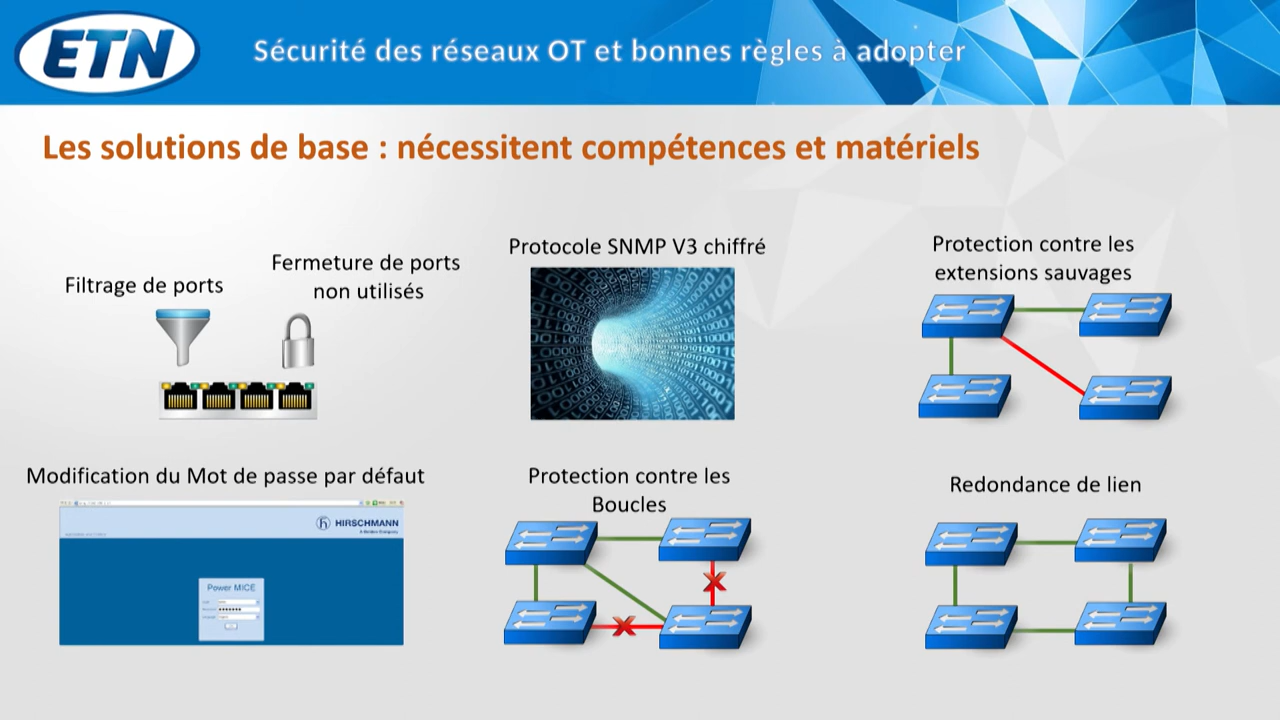 ETN
Sécurité des réseaux OT et bonnes règles à adopter
Les solutions de base : nécessitent compétences et matériels
Filtrage de ports
Fermeture de ports
non utilisés
Protocole SNMP V3 chiffré
Protection contre les
extensions sauvages
Modification du Mot de passe par défaut
HIRSCHMANN
A Belden Company
Power MICE
Protection contre les
Boucles
Redondance de lien